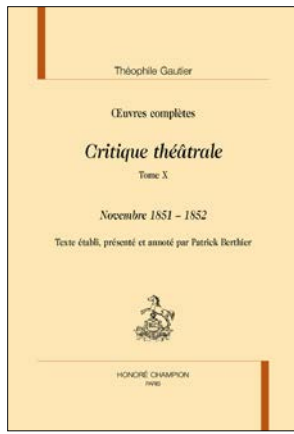 Théophile Gautier
Œuvres complètes
Critique théâtrale
Tome X
Novembre 1851 – 1852
Texte établi, présenté et annoté par Patrick Berthier
HONORÉ CHAMPION
PARIS